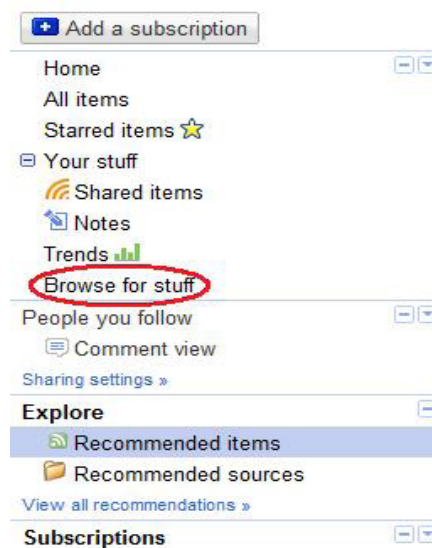 Add a subscription
Home
All items
Starred items
Your stuff
Shared items
Notes
Trends
Browse for stuff
People you follow
Comment view
Sharing settings »
Explore
Recommended items
Recommended sources
View all recommendations »
Subscriptions